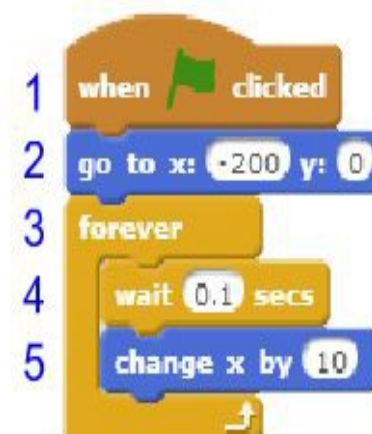 1 when clicked
2 go to x: -200 y: 0
3 forever
4 wait 0.1 secs
5 change x by 10